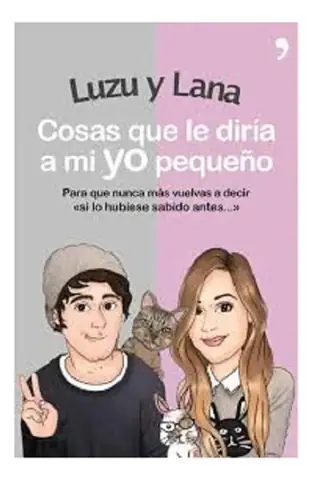 Luzu y Lana
Cosas que le diría
a mi yo pequeño
Para que nunca más vuelvas a decir
«si lo hubiese sabido antes...»